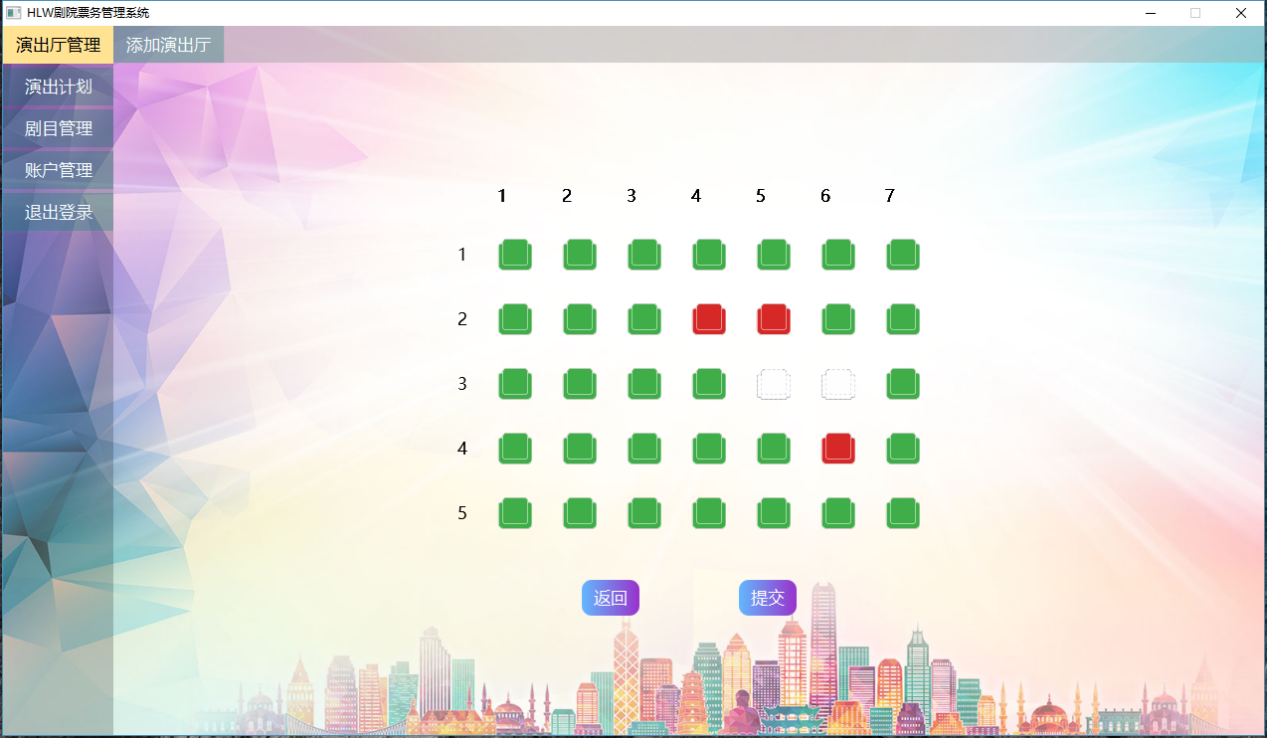 HLW剧院票务管理系统
演出厅管理 添加演出厅
演出计划
剧目管理
账户管理
退出登录
1 2 3 4 5 6 7
1
2
3
4
5
返回 提交